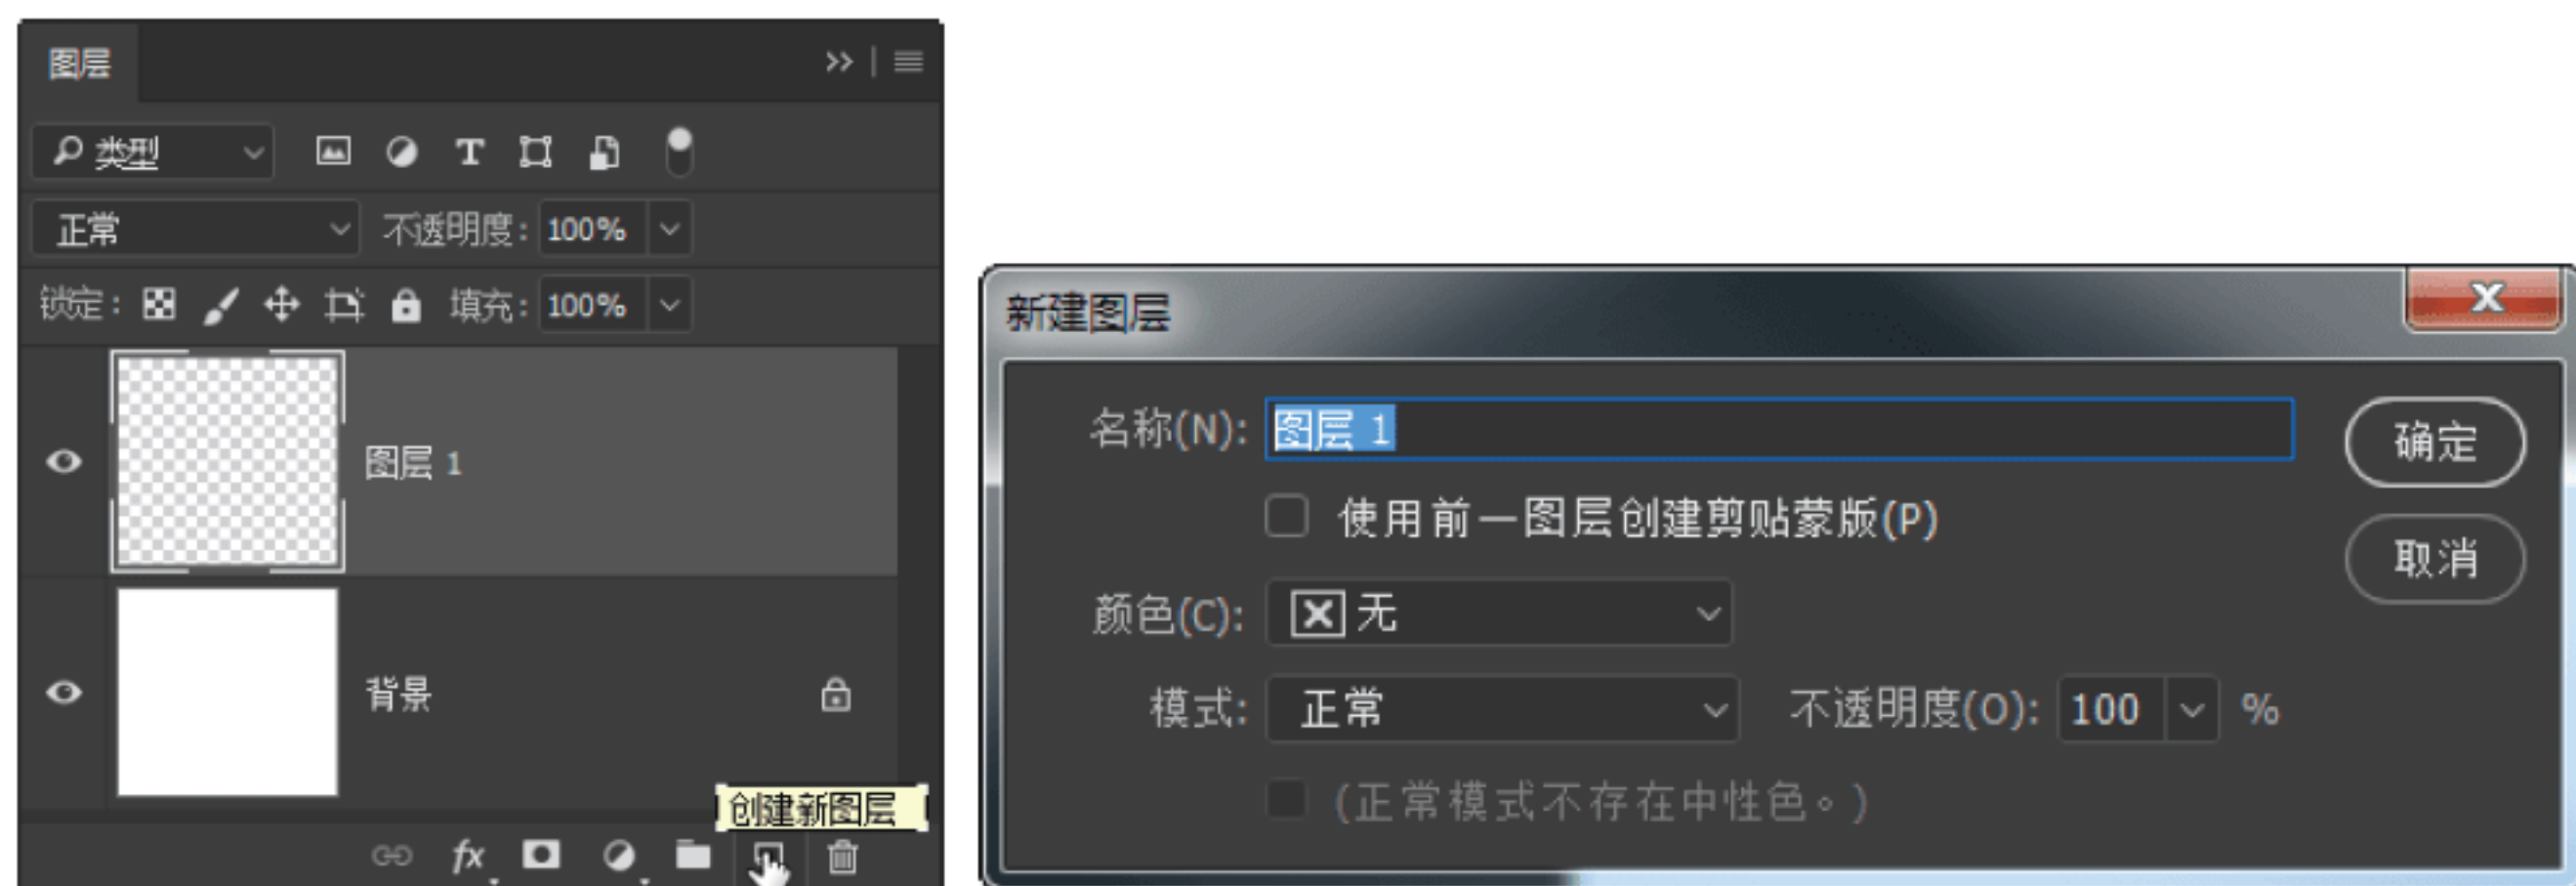 图层
类型
正常 不透明度: 100%
锁定: 填充: 100%
图层 1
背景
创建新图层
fx
新建图层
名称(N): 图层 1
确定
使用前一图层创建剪贴蒙版(P)
取消
颜色(C): 无
模式: 正常 不透明度(O): 100 %
(正常模式不存在中性色。)